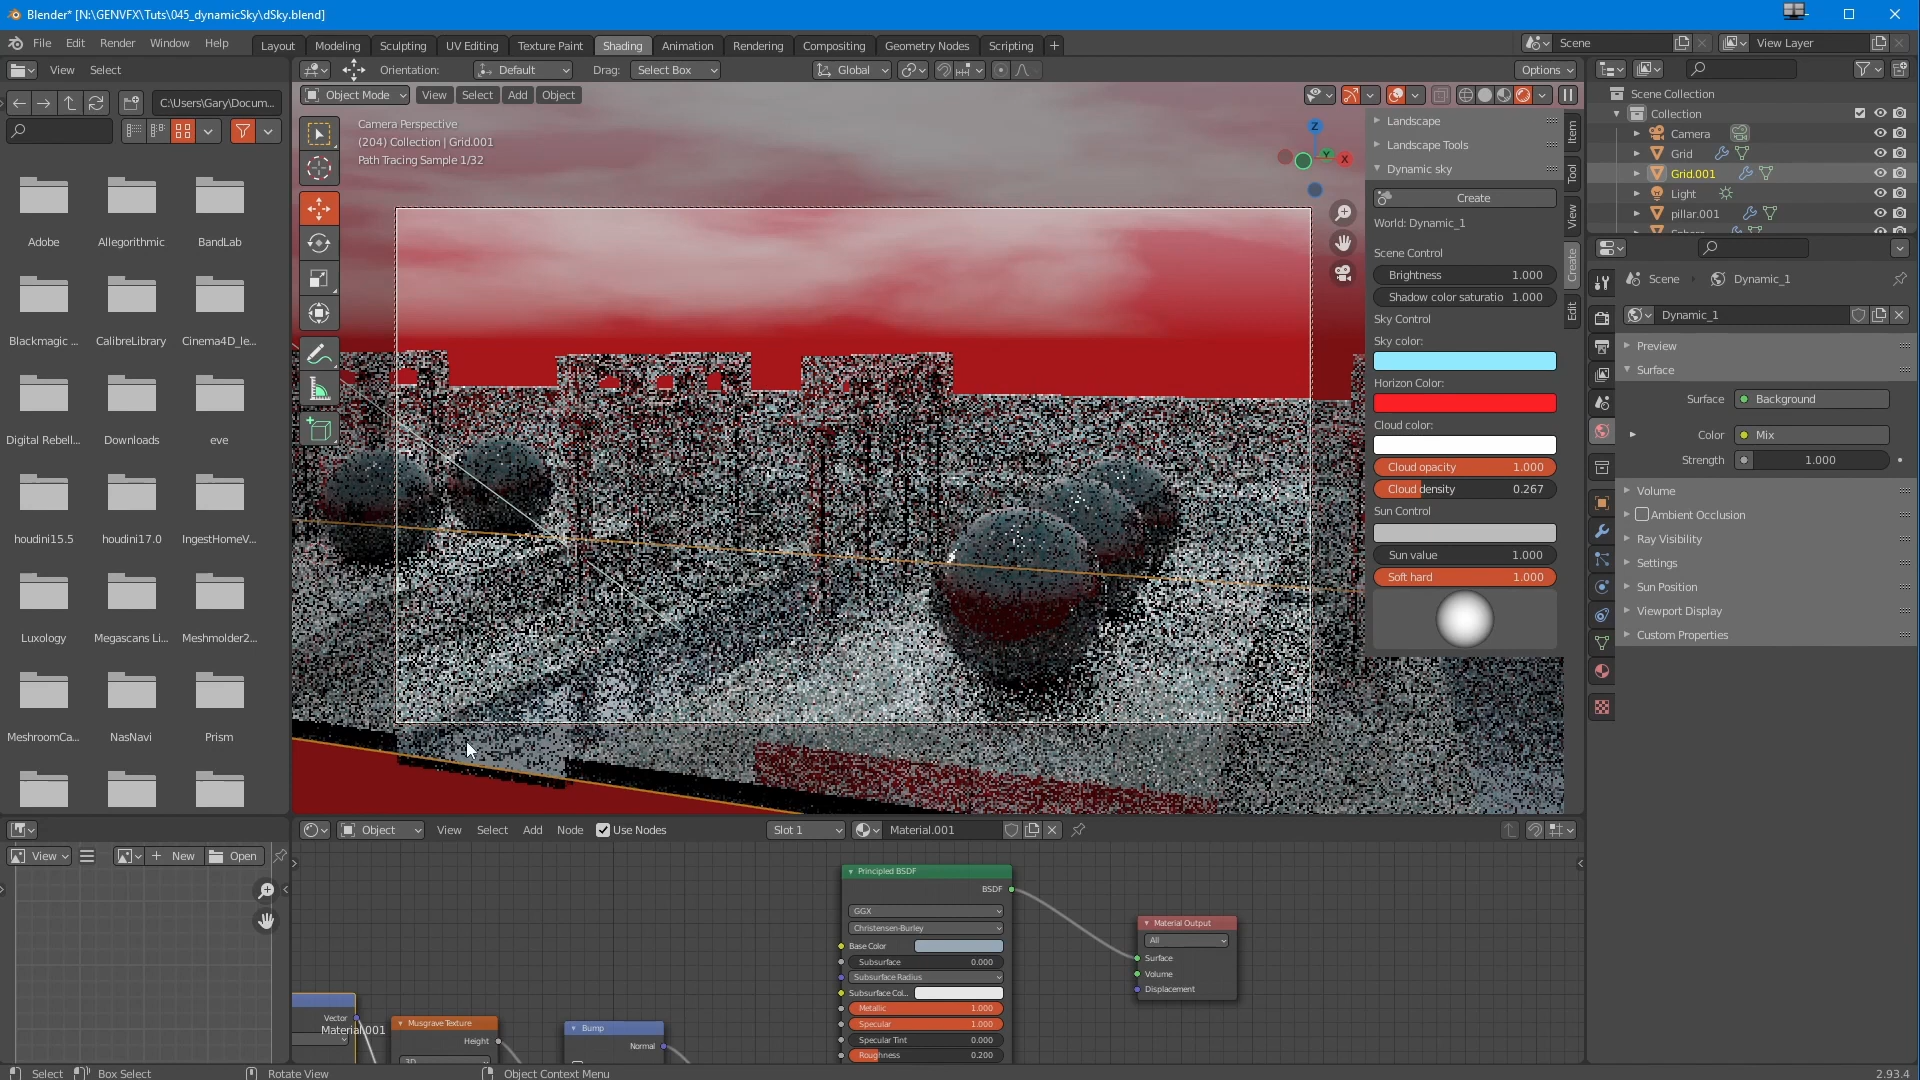 Blender* [N:\GENVFX\Tuts\045_dynamicSky\dSky.blend]
File Edit Render Window Help
Layout Modeling Sculpting UV Editing Texture Paint Shading Animation Rendering Compositing Geometry Nodes Scripting +
Scene
View Layer
View Select
Orientation: Default Drag: Select Box
Global
Options
C:\Users\Gary\Docum...
Object Mode View Select Add Object
Camera Perspective
(204) Collection | Grid.001
Path Tracing Sample 1/32
Z
Y
X
Adobe Allegorithmic BandLab
Blackmagic ... CalibreLibrary Cinema4D_le...
Digital Rebell... Downloads eve
houdini15.5 houdini17.0 IngestHomeV...
Luxology Megascans Li... Meshmolder2...
MeshroomCa... NasNavi Prism
Landscape
Landscape Tools
Dynamic sky
Create
World: Dynamic_1
Scene Control
Brightness 1.000
Shadow color saturatio 1.000
Sky Control
Sky color:
Horizon Color:
Cloud color:
Cloud opacity 1.000
Cloud density 0.267
Sun Control
Sun value 1.000
Soft hard 1.000
Item
Tool
View
Create
Edit
Scene Collection
Collection
Camera
Grid
Grid.001
Light
pillar.001
Scene Dynamic_1
Dynamic_1
Preview
Surface
Surface Background
Color Mix
Strength 1.000
Volume
Ambient Occlusion
Ray Visibility
Settings
Sun Position
Viewport Display
Custom Properties
View New Open
Object View Select Add Node Use Nodes Slot 1 Material.001
Principled BSDF
BSDF
GGX
Christensen-Burley
Base Color
Subsurface 0.000
Subsurface Radius
Subsurface Col...
Metallic 1.000
Specular 1.000
Specular Tint 0.000
Roughness 0.200
Material Output
All
Surface
Volume
Displacement
Vector
Material.001
Musgrave Texture
Height
3D
Bump
Normal
Select Box Select Rotate View Object Context Menu 2.93.4